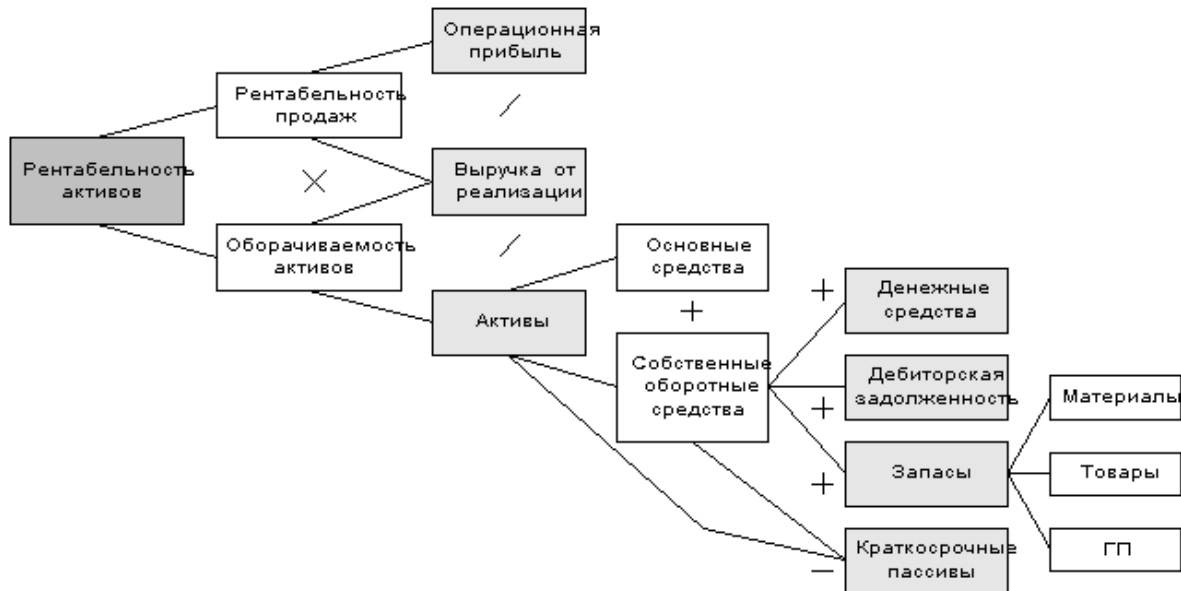 Операционная
прибыль
/
Рентабельность
продаж
Рентабельность
активов
×
Выручка от
реализации
/
Оборачиваемость
активов
Активы
Основные
средства
+
Собственные
оборотные
средства
+
Денежные
средства
+
Дебиторская
задолженность
+
Запасы
−
Краткосрочные
пассивы
Материалы
Товары
ГП